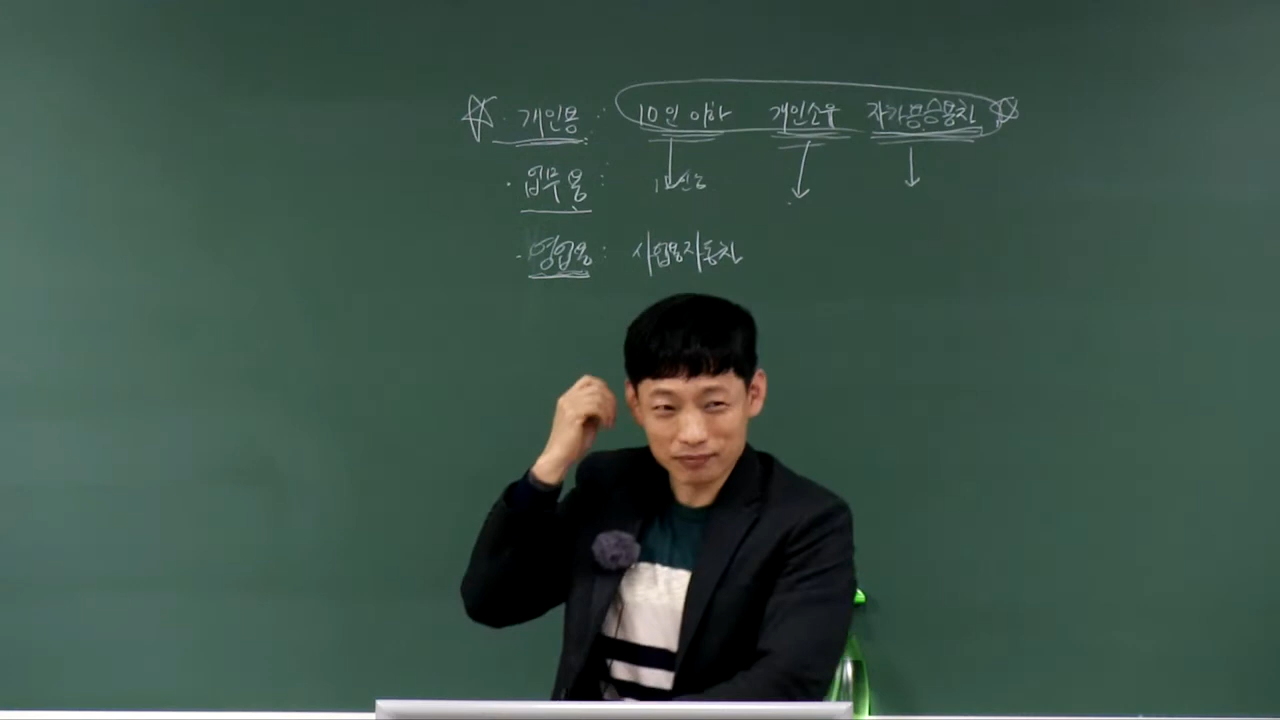 개인용 : 10인 이하 개인소유 자가용승용차
· 업무용 :
· 영업용 : 사업용자동차